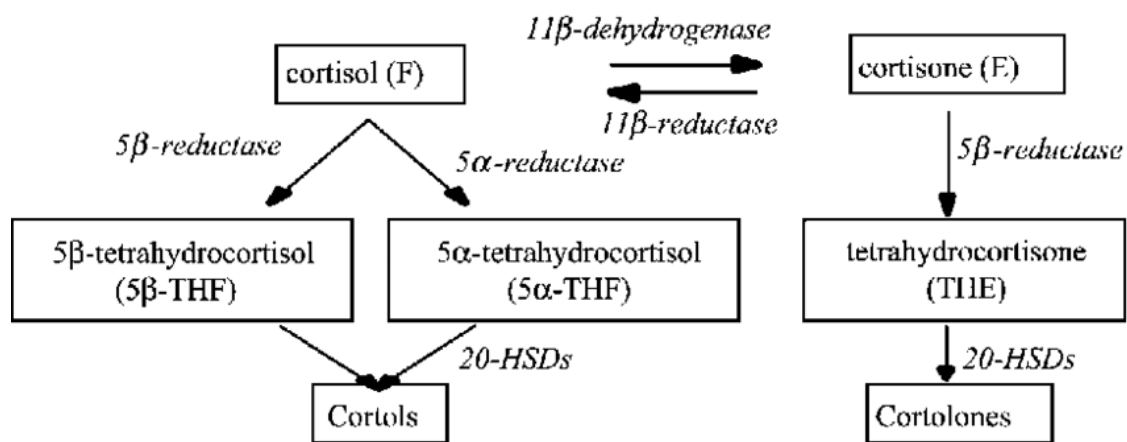 11β-dehydrogenase
cortisol (F)
cortisone (E)
11β-reductase
5β-reductase
5α-reductase
5β-reductase
5β-tetrahydrocortisol
(5β-THF)
5α-tetrahydrocortisol
(5α-THF)
tetrahydrocortisone
(THE)
20-HSDs
20-HSDs
Cortols
Cortolones